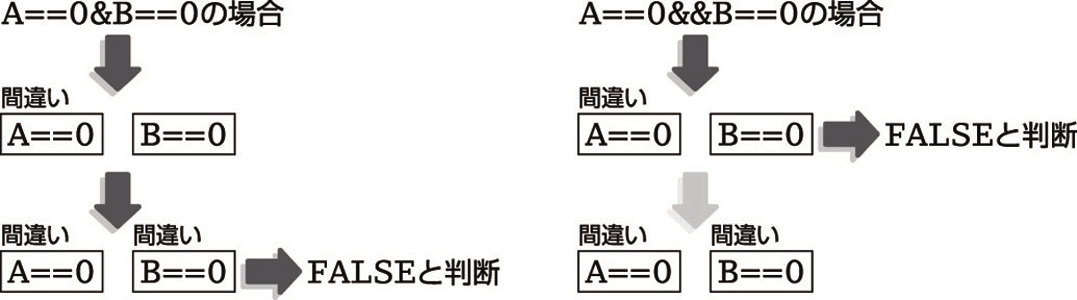 A==0&B==0の場合
間違い
A==0 B==0
間違い 間違い
A==0 B==0 FALSEと判断
A==0&&B==0の場合
間違い
A==0 B==0 FALSEと判断
間違い 間違い
A==0 B==0